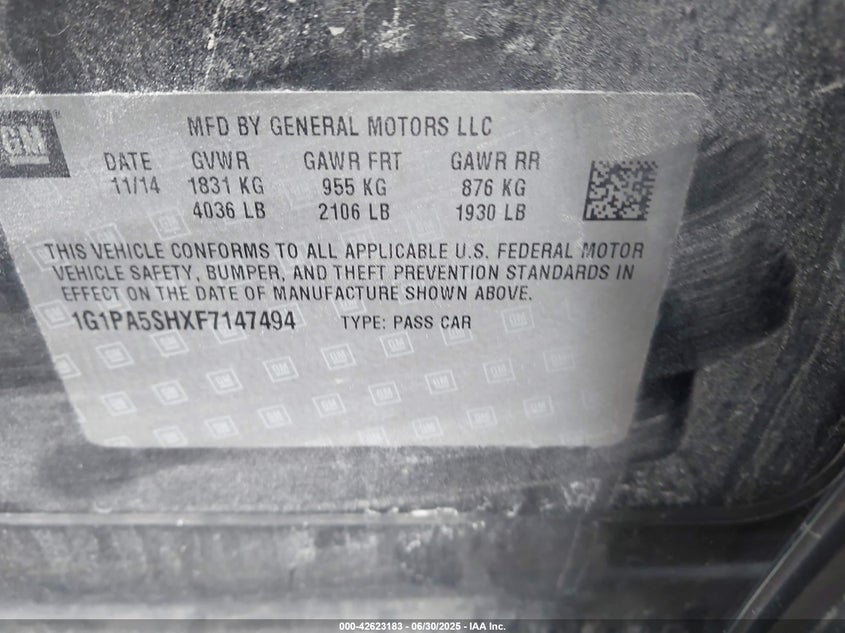 GM
MFD BY GENERAL MOTORS LLC
DATE GVWR GAWR FRT GAWR RR
11/14 1831 KG 955 KG 876 KG
4036 LB 2106 LB 1930 LB
THIS VEHICLE CONFORMS TO ALL APPLICABLE U.S. FEDERAL MOTOR
VEHICLE SAFETY, BUMPER, AND THEFT PREVENTION STANDARDS IN
EFFECT ON THE DATE OF MANUFACTURE SHOWN ABOVE.
1G1PA5SHXF7147494 TYPE: PASS CAR
000-42623183 - 06/30/2025 - IAA Inc.